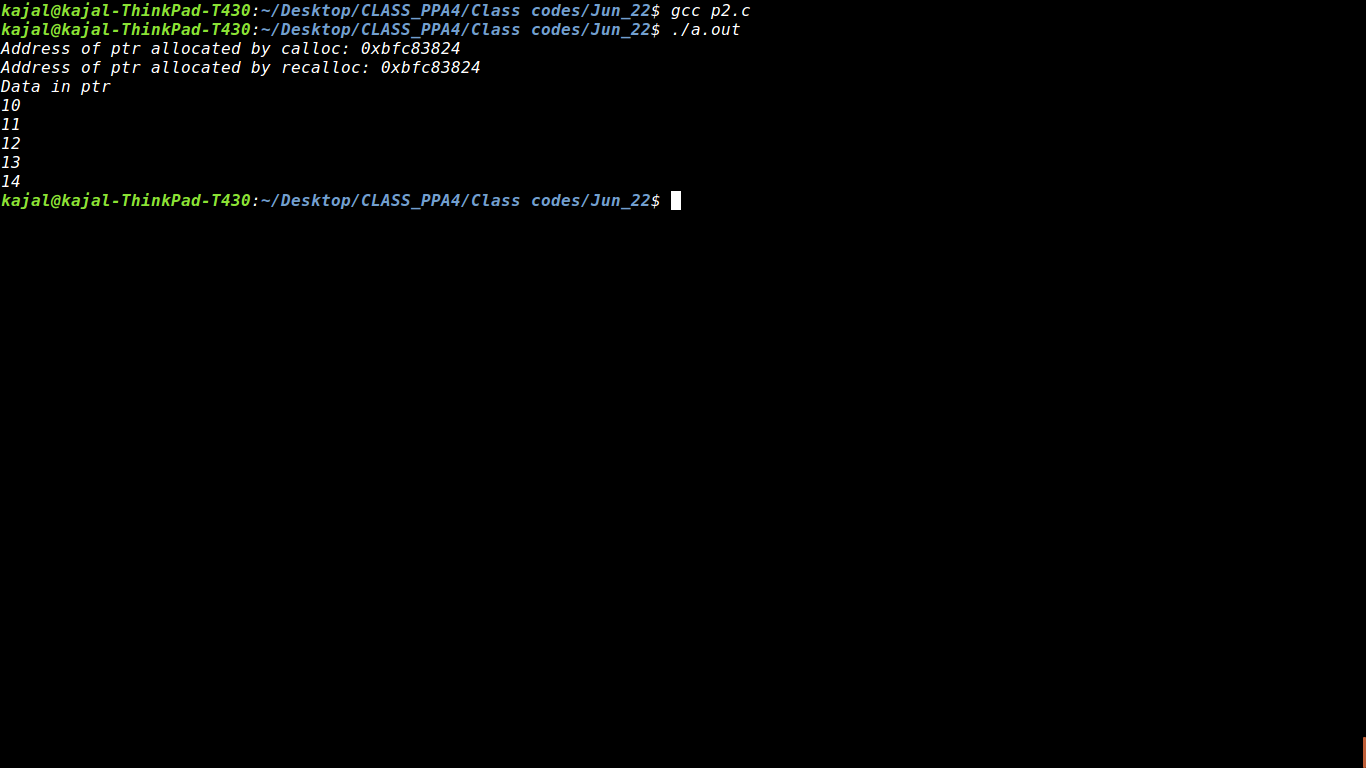 kajal@kajal-ThinkPad-T430:~/Desktop/CLASS_PPA4/Class codes/Jun_22$ gcc p2.c
kajal@kajal-ThinkPad-T430:~/Desktop/CLASS_PPA4/Class codes/Jun_22$ ./a.out
Address of ptr allocated by calloc: 0xbfc83824
Address of ptr allocated by recalloc: 0xbfc83824
Data in ptr
10
11
12
13
14
kajal@kajal-ThinkPad-T430:~/Desktop/CLASS_PPA4/Class codes/Jun_22$